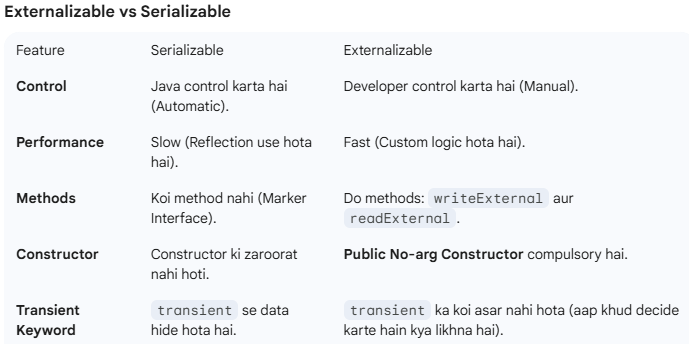 Externalizable vs Serializable
Feature Serializable Externalizable
Control Java control karta hai Developer control karta hai (Manual).
(Automatic).
Performance Slow (Reflection use hota Fast (Custom logic hota hai).
hai).
Methods Koi method nahi (Marker Do methods: writeExternal aur
Interface). readExternal .
Constructor Constructor ki zaroorat Public No-arg Constructor compulsory hai.
nahi hoti.
Transient transient se data transient ka koi asar nahi hota (aap khud decide
Keyword hide hota hai. karte hain kya likhna hai).